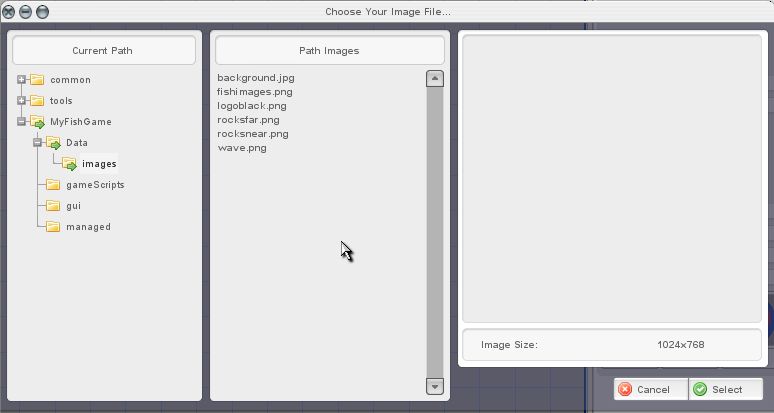 Choose Your Image File...
Current Path
common
tools
MyFishGame
Data
images
gameScripts
gui
managed
Path Images
background.jpg
fishimages.png
logoblack.png
rocksfar.png
rocksnear.png
wave.png
Image Size: 1024x768
Cancel
Select